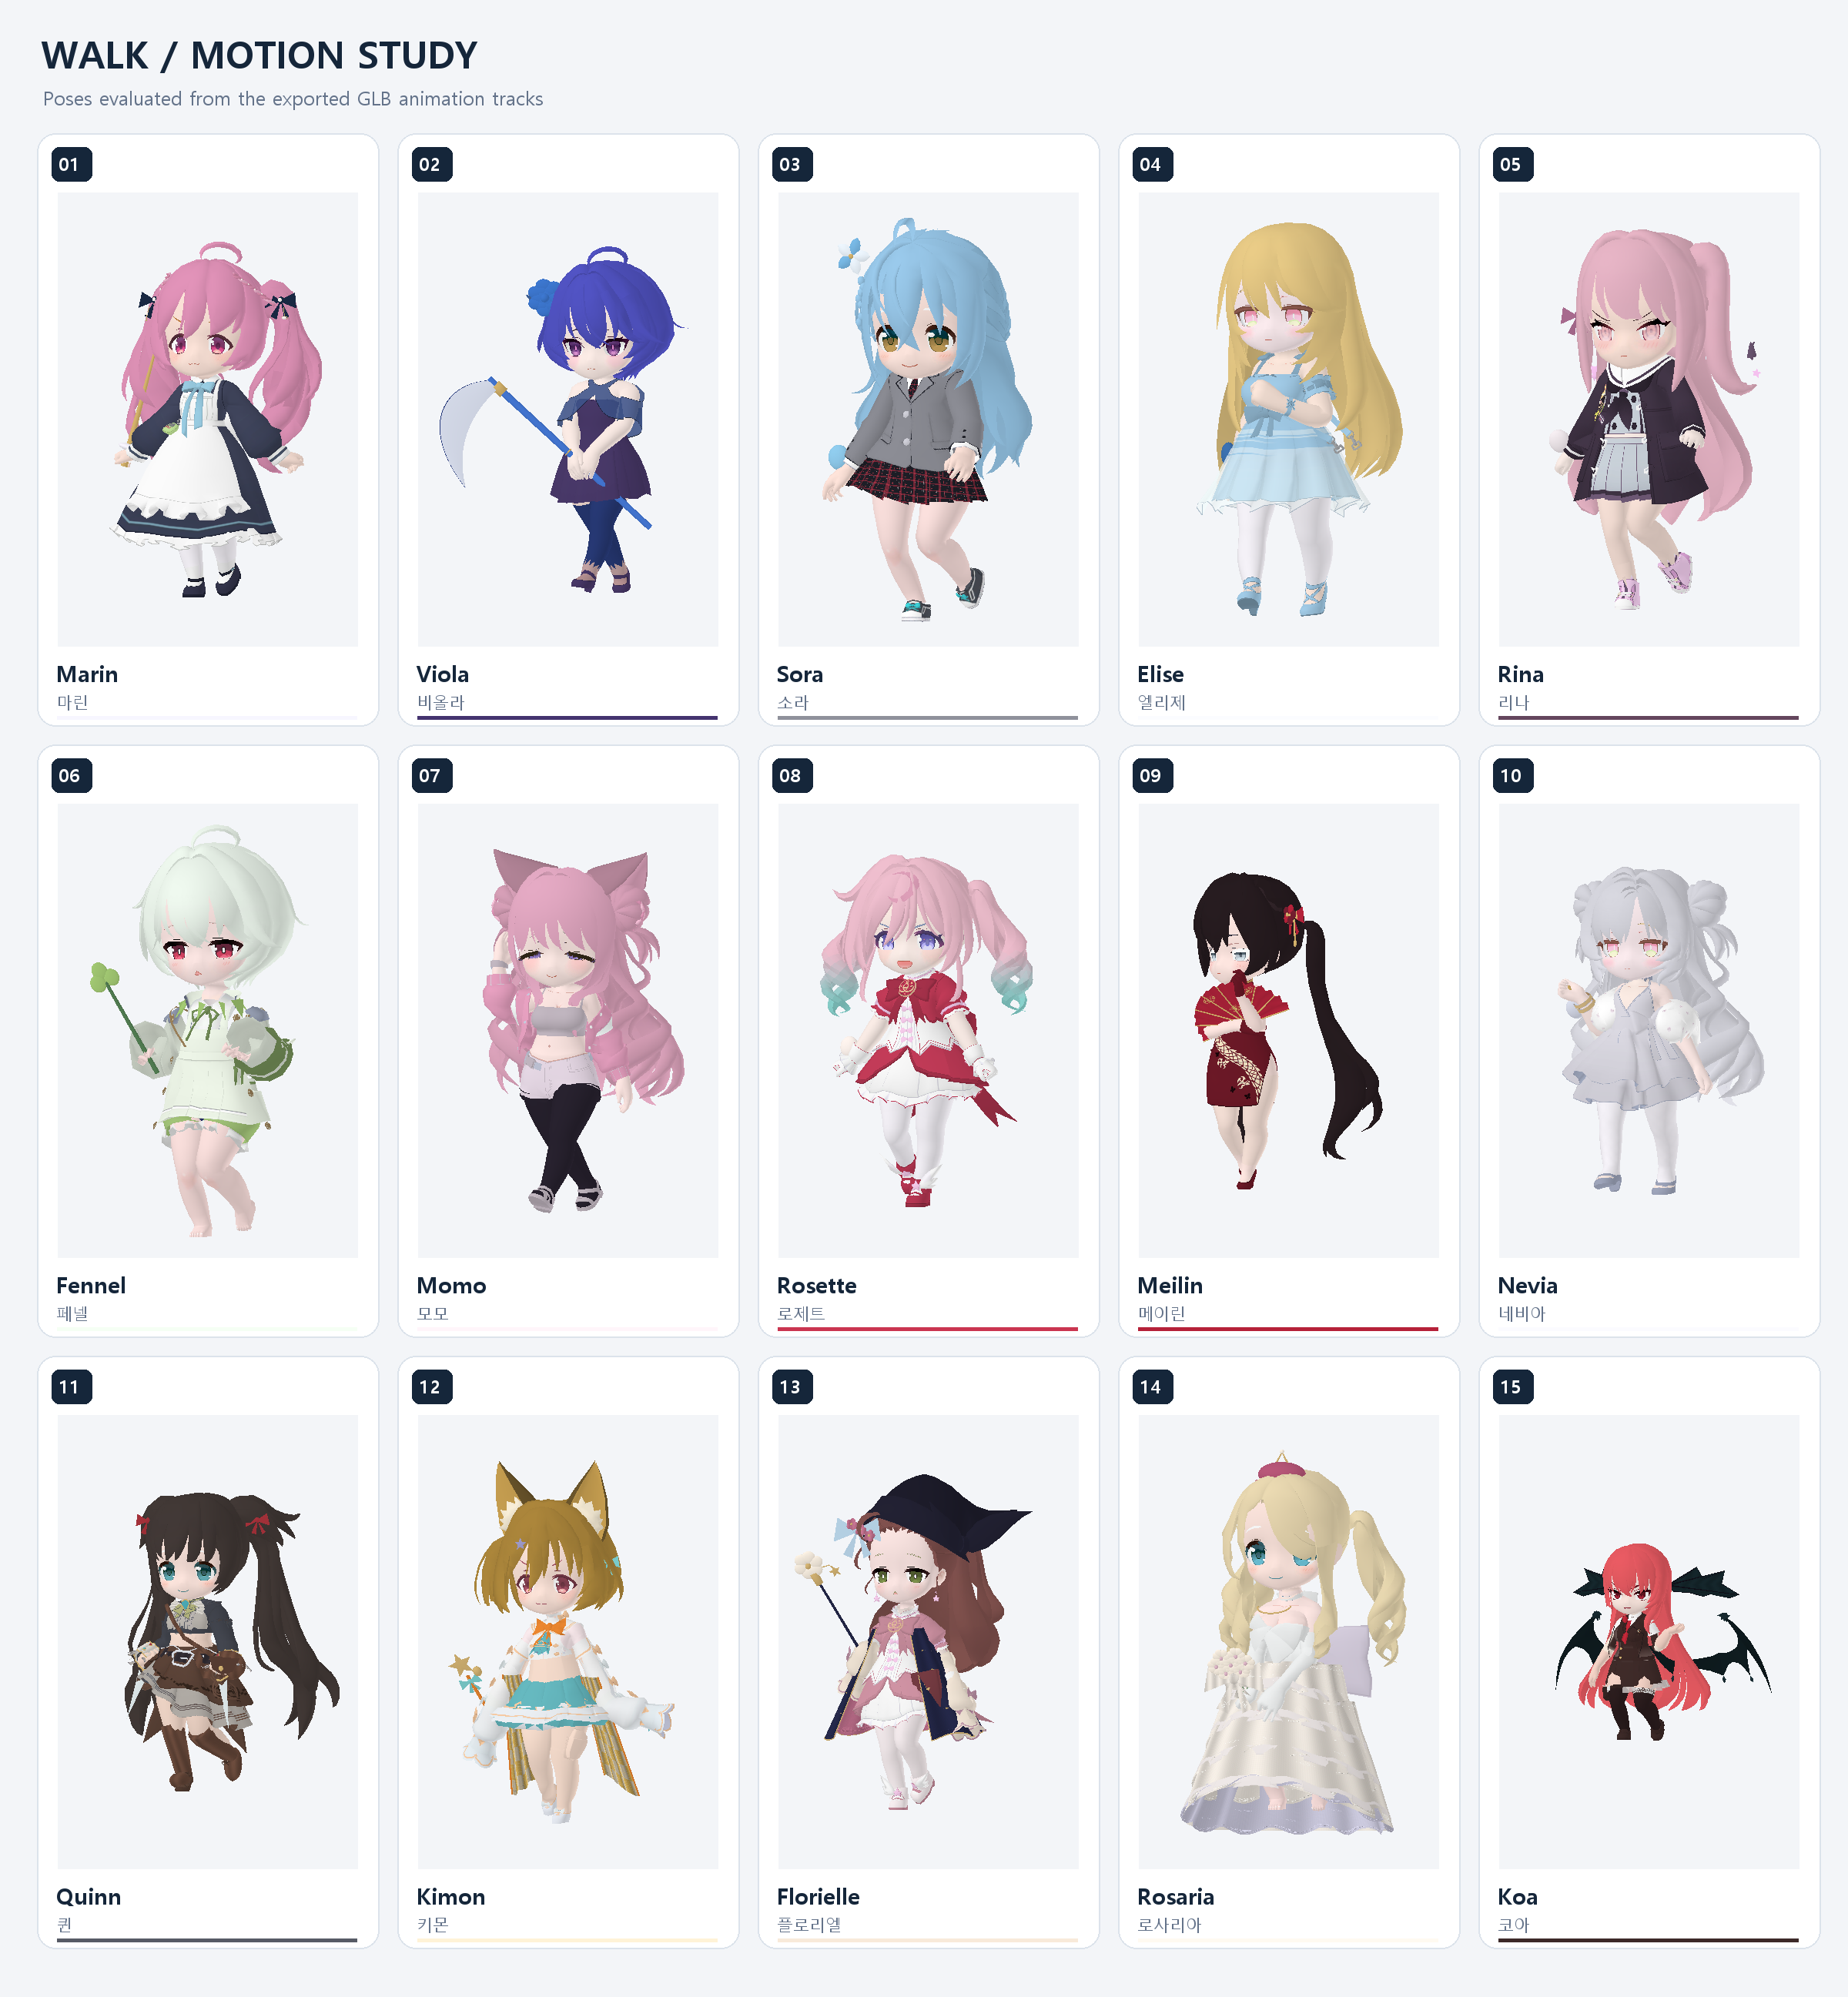 WALK / MOTION STUDY
Poses evaluated from the exported GLB animation tracks
01
02
03
04
05
Marin
Viola
Sora
Elise
Rina
마린
비올라
소라
엘리제
리나
06
07
08
09
10
Fennel
Momo
Rosette
Meilin
Nevia
페넬
모모
로제트
메이린
네비아
11
12
13
14
15
Quinn
Kimon
Florielle
Rosaria
Koa
퀸
키몬
플로리엘
로사리아
코아